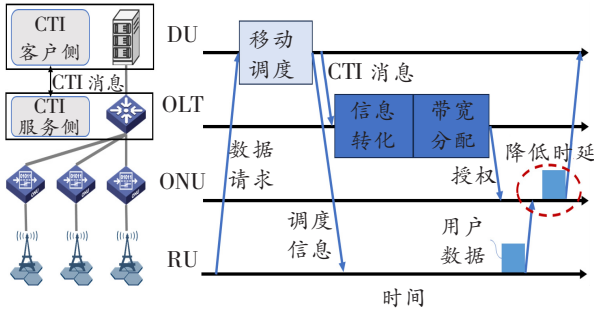 CTI
客户侧
CTI 消息
CTI
服务侧
DU
OLT
ONU
RU
移动
调度
CTI 消息
信息
转化
带宽
分配
数据
请求
调度
信息
授权
降低时延
用户
数据
时间